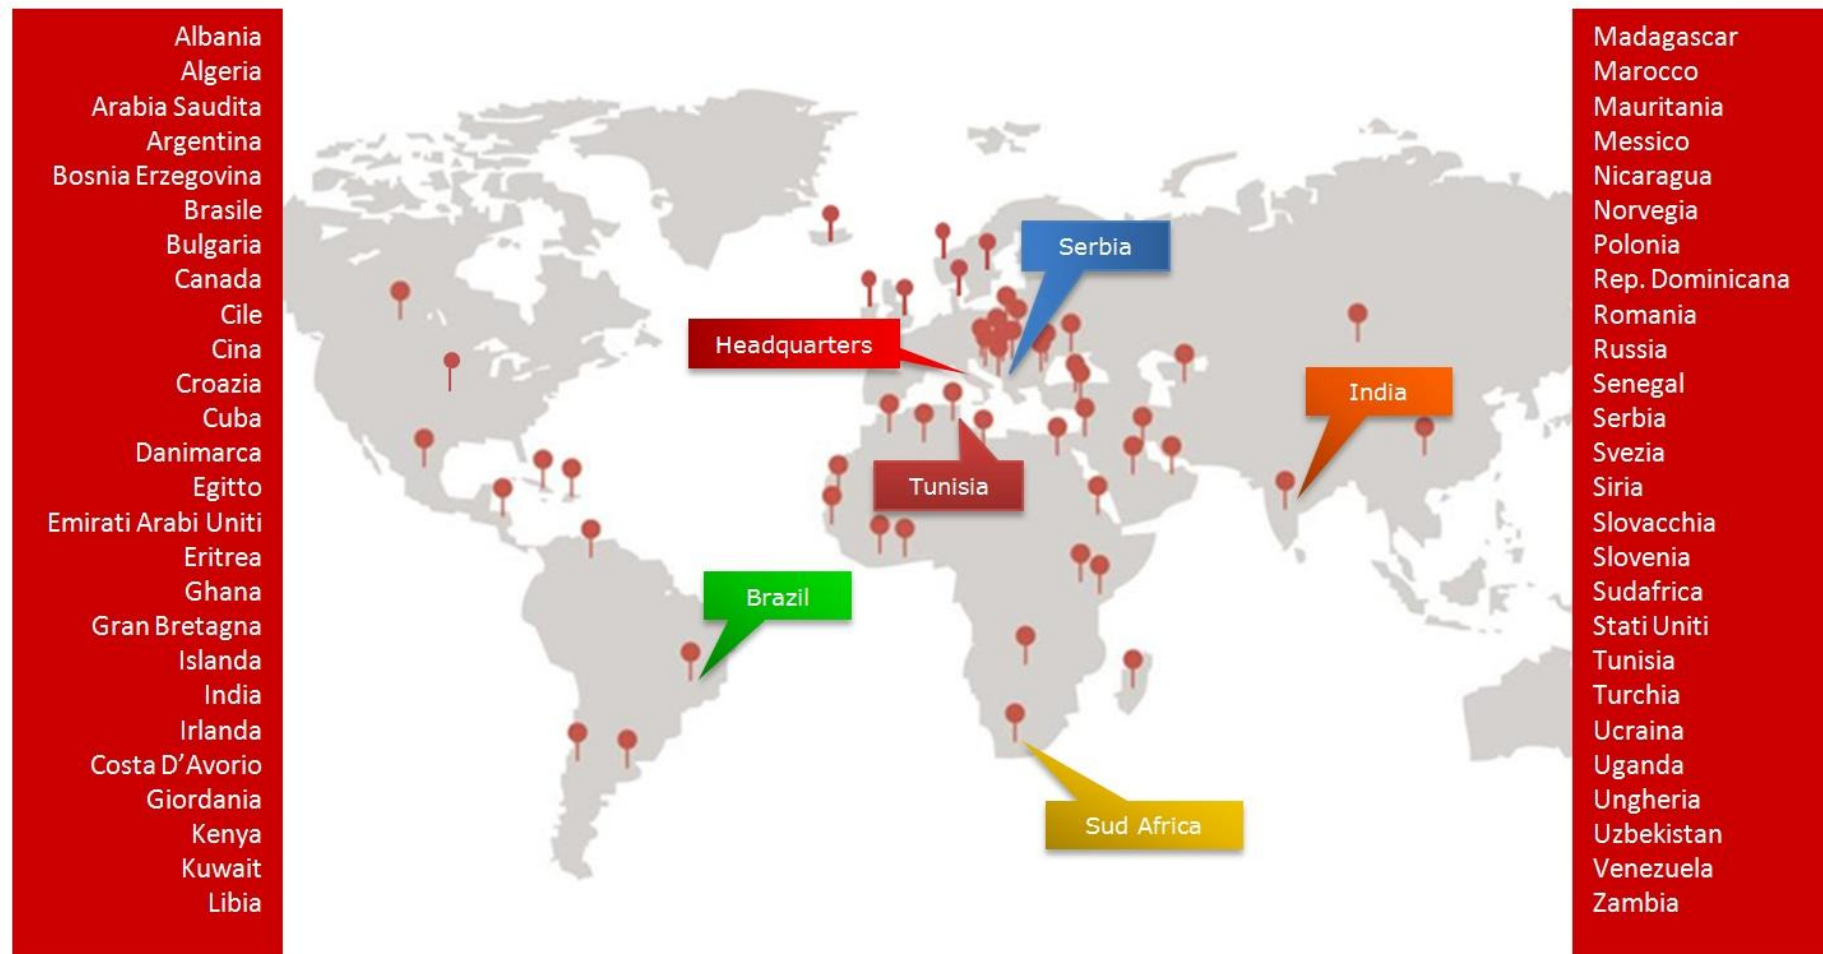 Albania
Algeria
Arabia Saudita
Argentina
Bosnia Erzegovina
Brasile
Bulgaria
Canada
Cile
Cina
Croazia
Cuba
Danimarca
Egitto
Emirati Arabi Uniti
Eritrea
Ghana
Gran Bretagna
Islanda
India
Irlanda
Costa D'Avorio
Giordania
Kenya
Kuwait
Libia
Serbia
Headquarters
India
Tunisia
Brazil
Sud Africa
Madagascar
Marocco
Mauritania
Messico
Nicaragua
Norvegia
Polonia
Rep. Dominicana
Romania
Russia
Senegal
Serbia
Svezia
Siria
Slovacchia
Slovenia
Sudafrica
Stati Uniti
Tunisia
Turchia
Ucraina
Uganda
Ungheria
Uzbekistan
Venezuela
Zambia